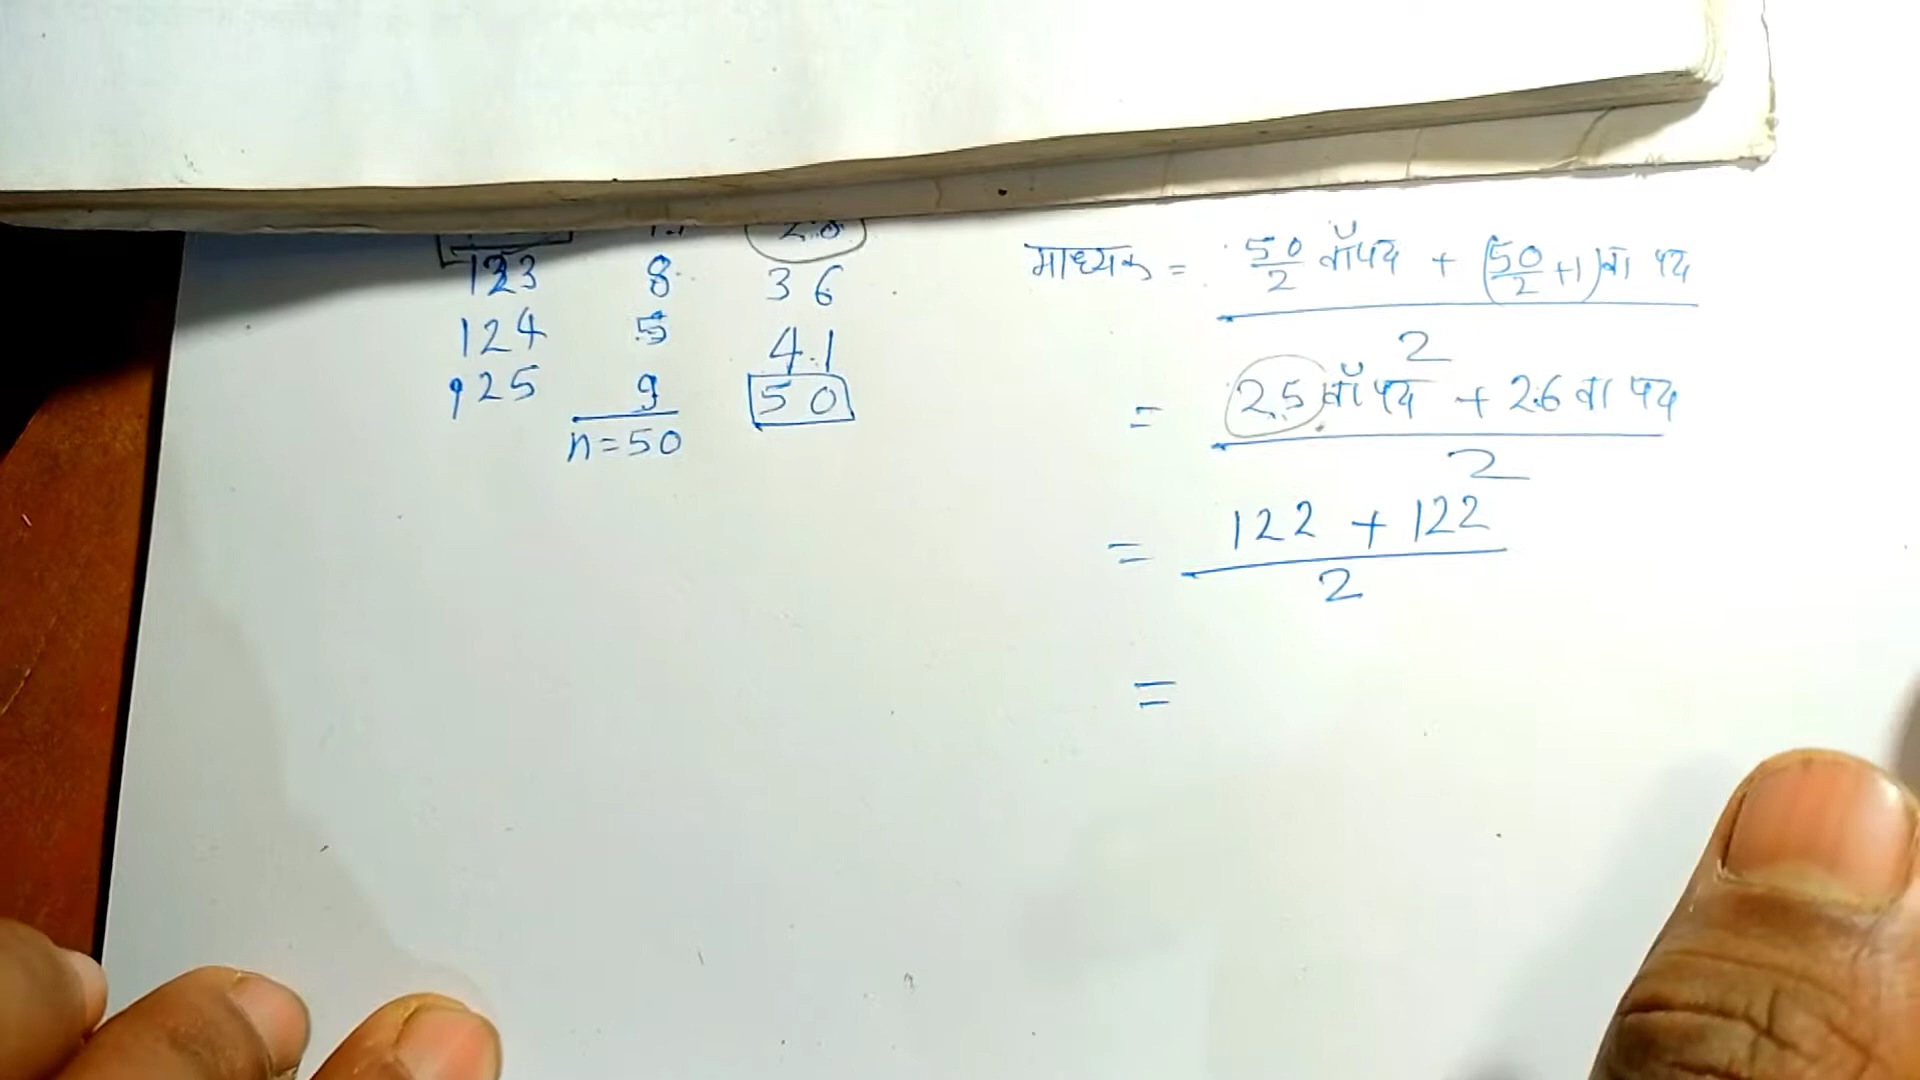 123 8 36
124 5 41
125 9 50
n=50
माध्यक = 50/2 वाँ पद + (50/2 +1) वा पद
2
= 25 वाँ पद + 26 वा पद
2
= 122 + 122
2
=